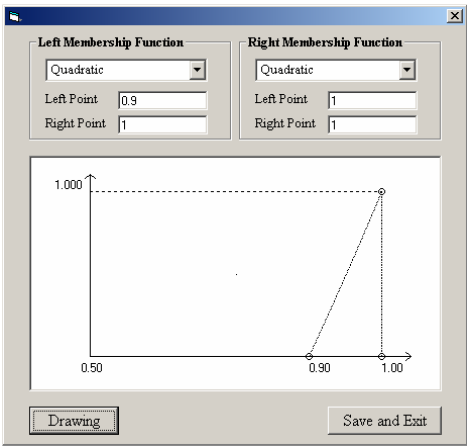 Left Membership Function
Quadratic
Left Point 0.9
Right Point 1
Right Membership Function
Quadratic
Left Point 1
Right Point 1
1.000
0.50 0.90 1.00
Drawing Save and Exit